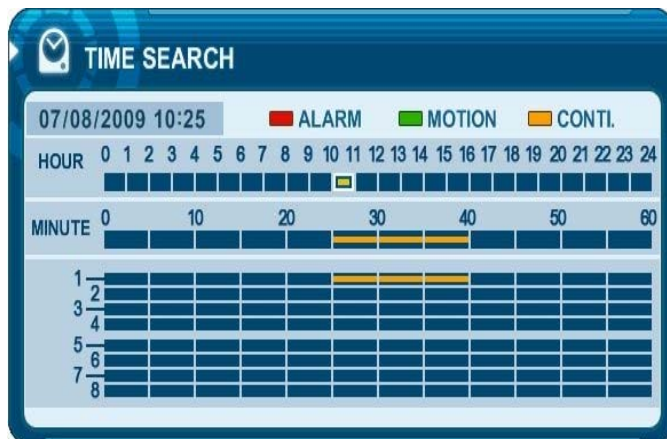 TIME SEARCH
07/08/2009 10:25 ALARM MOTION CONTI.
HOUR 0 1 2 3 4 5 6 7 8 9 10 11 12 13 14 15 16 17 18 19 20 21 22 23 24
MINUTE 0 10 20 30 40 50 60
1
2
3
4
5
6
7
8